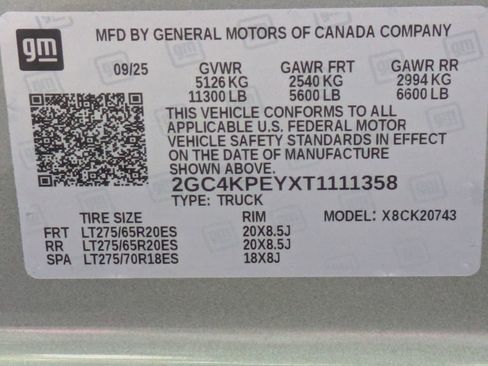 gm
MFD BY GENERAL MOTORS OF CANADA COMPANY
09/25 GVWR GAWR FRT GAWR RR
5126 KG 2540 KG 2994 KG
11300 LB 5600 LB 6600 LB
THIS VEHICLE CONFORMS TO ALL
APPLICABLE U.S. FEDERAL MOTOR
VEHICLE SAFETY STANDARDS IN EFFECT
ON THE DATE OF MANUFACTURE
SHOWN ABOVE.
2GC4KPEYXT1111358
TYPE: TRUCK MODEL: X8CK20743
TIRE SIZE RIM
FRT LT275/65R20ES 20X8.5J
RR LT275/65R20ES 20X8.5J
SPA LT275/70R18ES 18X8J